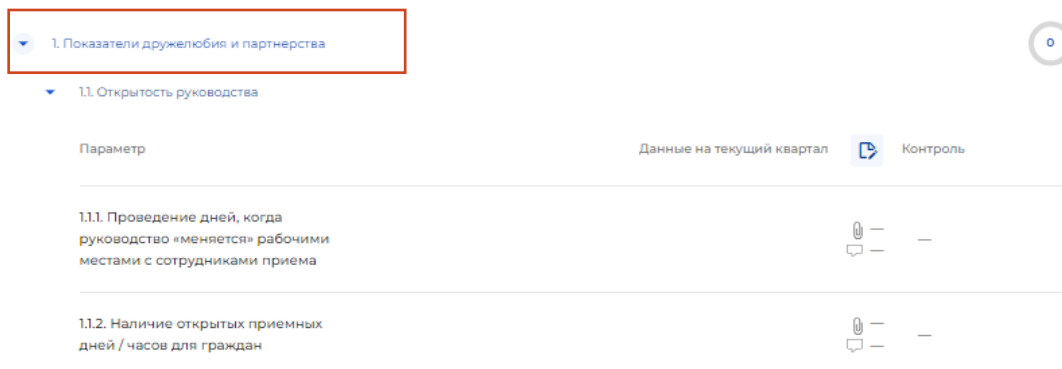 1. Показатели дружелюбия и партнерства
0
1.1. Открытость руководства
Параметр Данные на текущий квартал Контроль
1.1.1. Проведение дней, когда
руководство «меняется» рабочими
местами с сотрудниками приема
—
—
—
1.1.2. Наличие открытых приемных
дней / часов для граждан
—
—
—